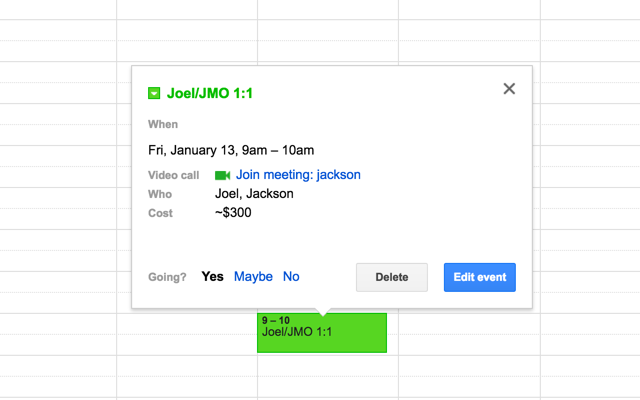 Joel/JMO 1:1
When
Fri, January 13, 9am – 10am
Video call Join meeting: jackson
Who Joel, Jackson
Cost ~$300
Going? Yes Maybe No Delete Edit event
9 – 10
Joel/JMO 1:1